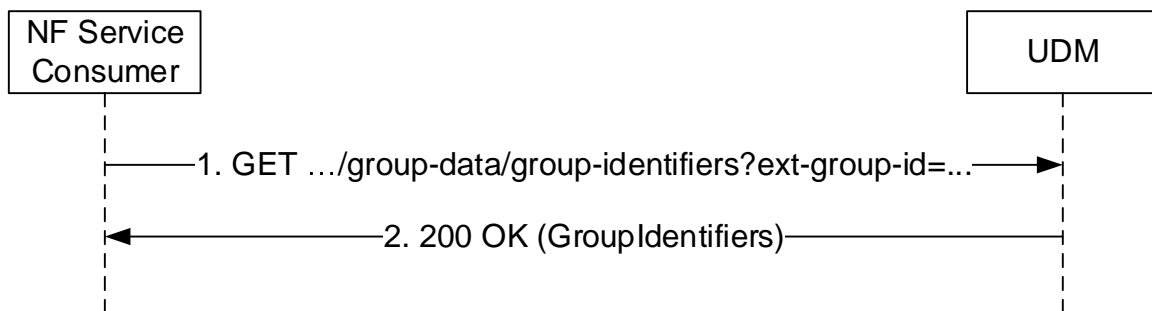 NF Service
Consumer
UDM
1. GET …/group-data/group-identifiers?ext-group-id=...
2. 200 OK (GroupIdentifiers)